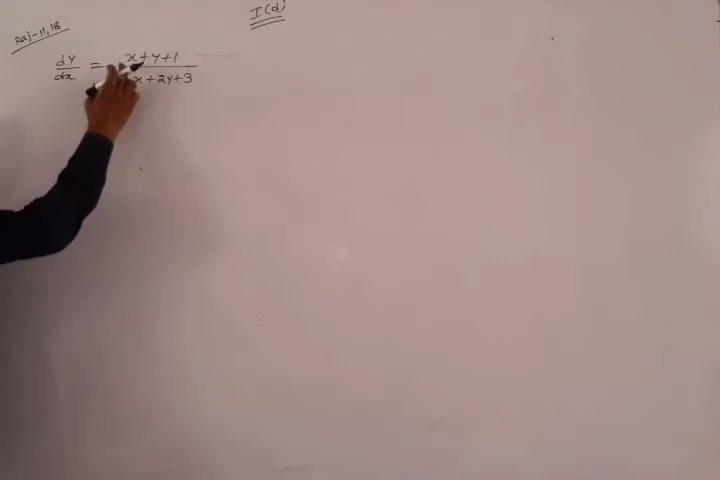 I(d)
Raj-11,18
dy/dx = x+y+1
x+2y+3